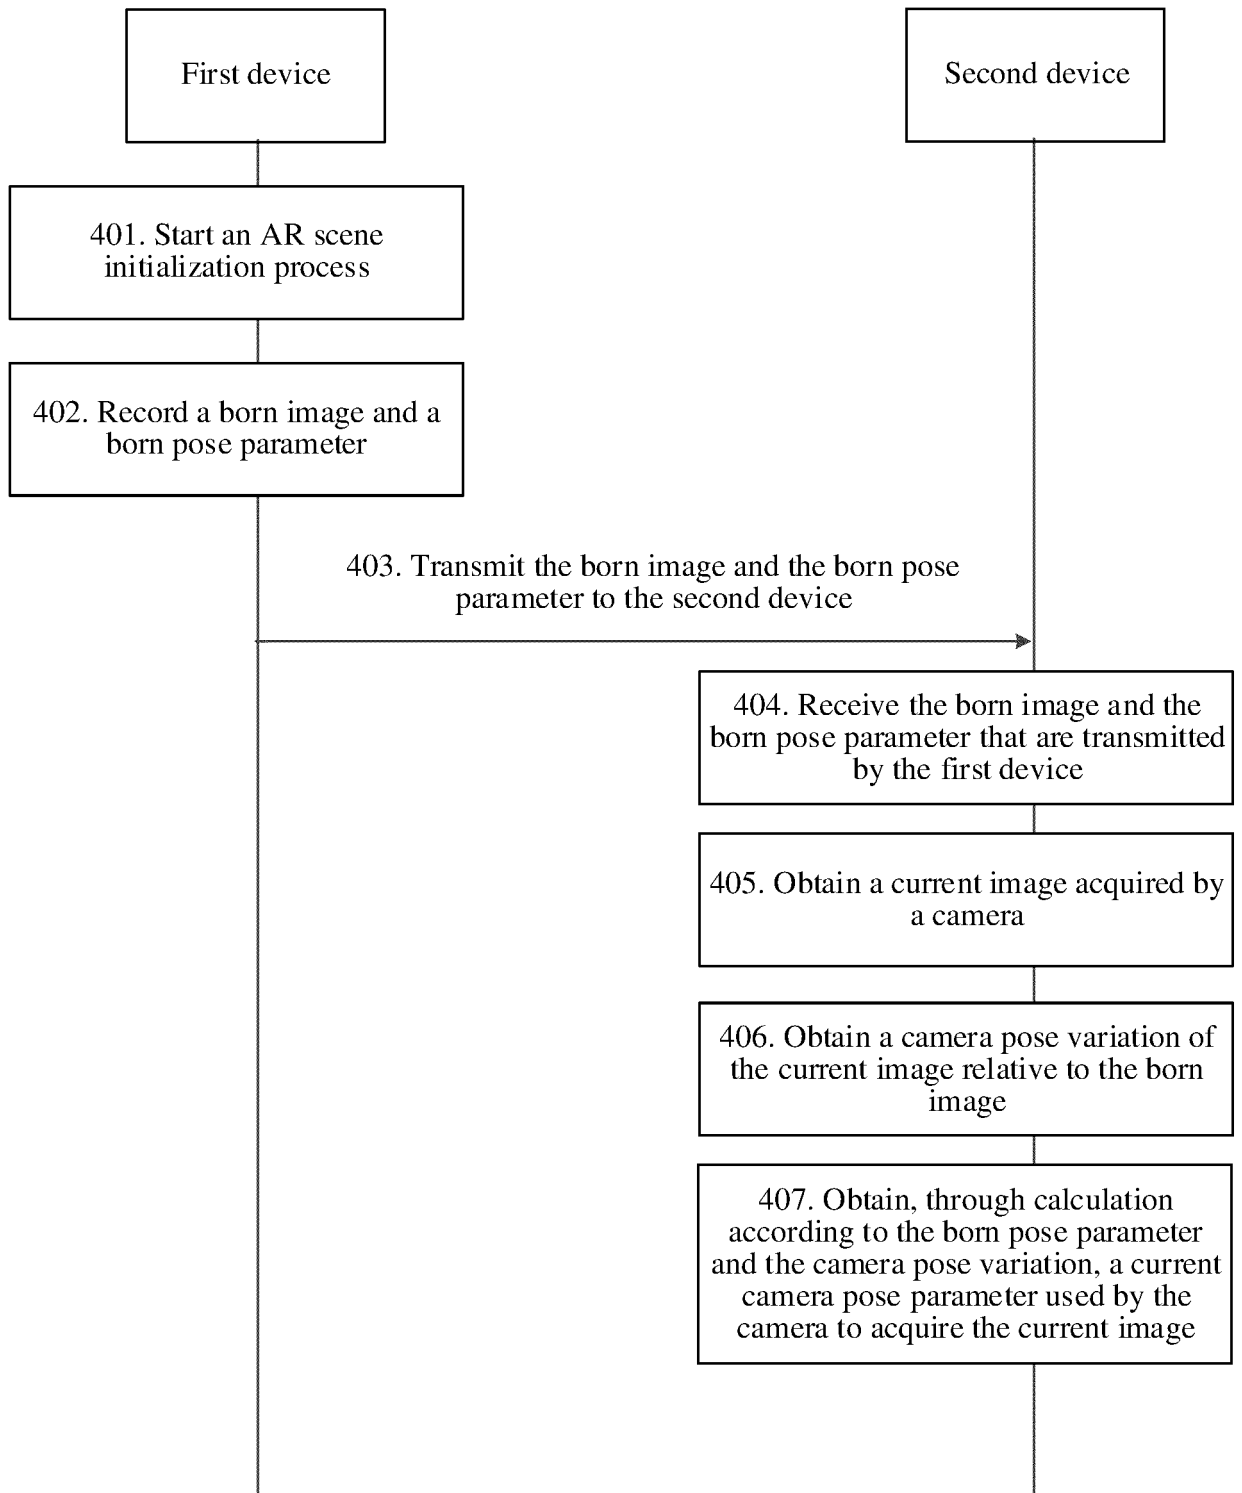 First device
Second device
401. Start an AR scene
initialization process
402. Record a born image and a
born pose parameter
403. Transmit the born image and the born pose
parameter to the second device
404. Receive the born image and the
born pose parameter that are transmitted
by the first device
405. Obtain a current image acquired by
a camera
406. Obtain a camera pose variation of
the current image relative to the born
image
407. Obtain, through calculation
according to the born pose parameter
and the camera pose variation, a current
camera pose parameter used by the
camera to acquire the current image